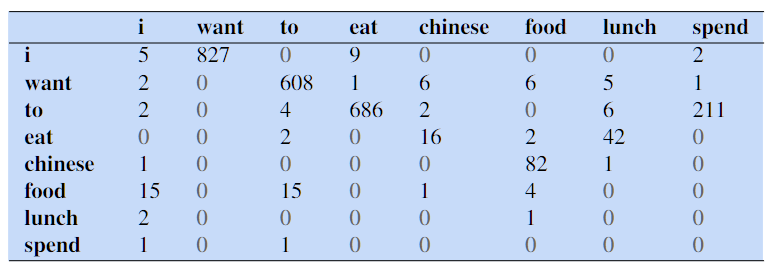 i want to eat chinese food lunch spend
i 5 827 0 9 0 0 0 2
want 2 0 608 1 6 6 5 1
to 2 0 4 686 2 0 6 211
eat 0 0 2 0 16 2 42 0
chinese 1 0 0 0 0 82 1 0
food 15 0 15 0 1 4 0 0
lunch 2 0 0 0 0 1 0 0
spend 1 0 1 0 0 0 0 0